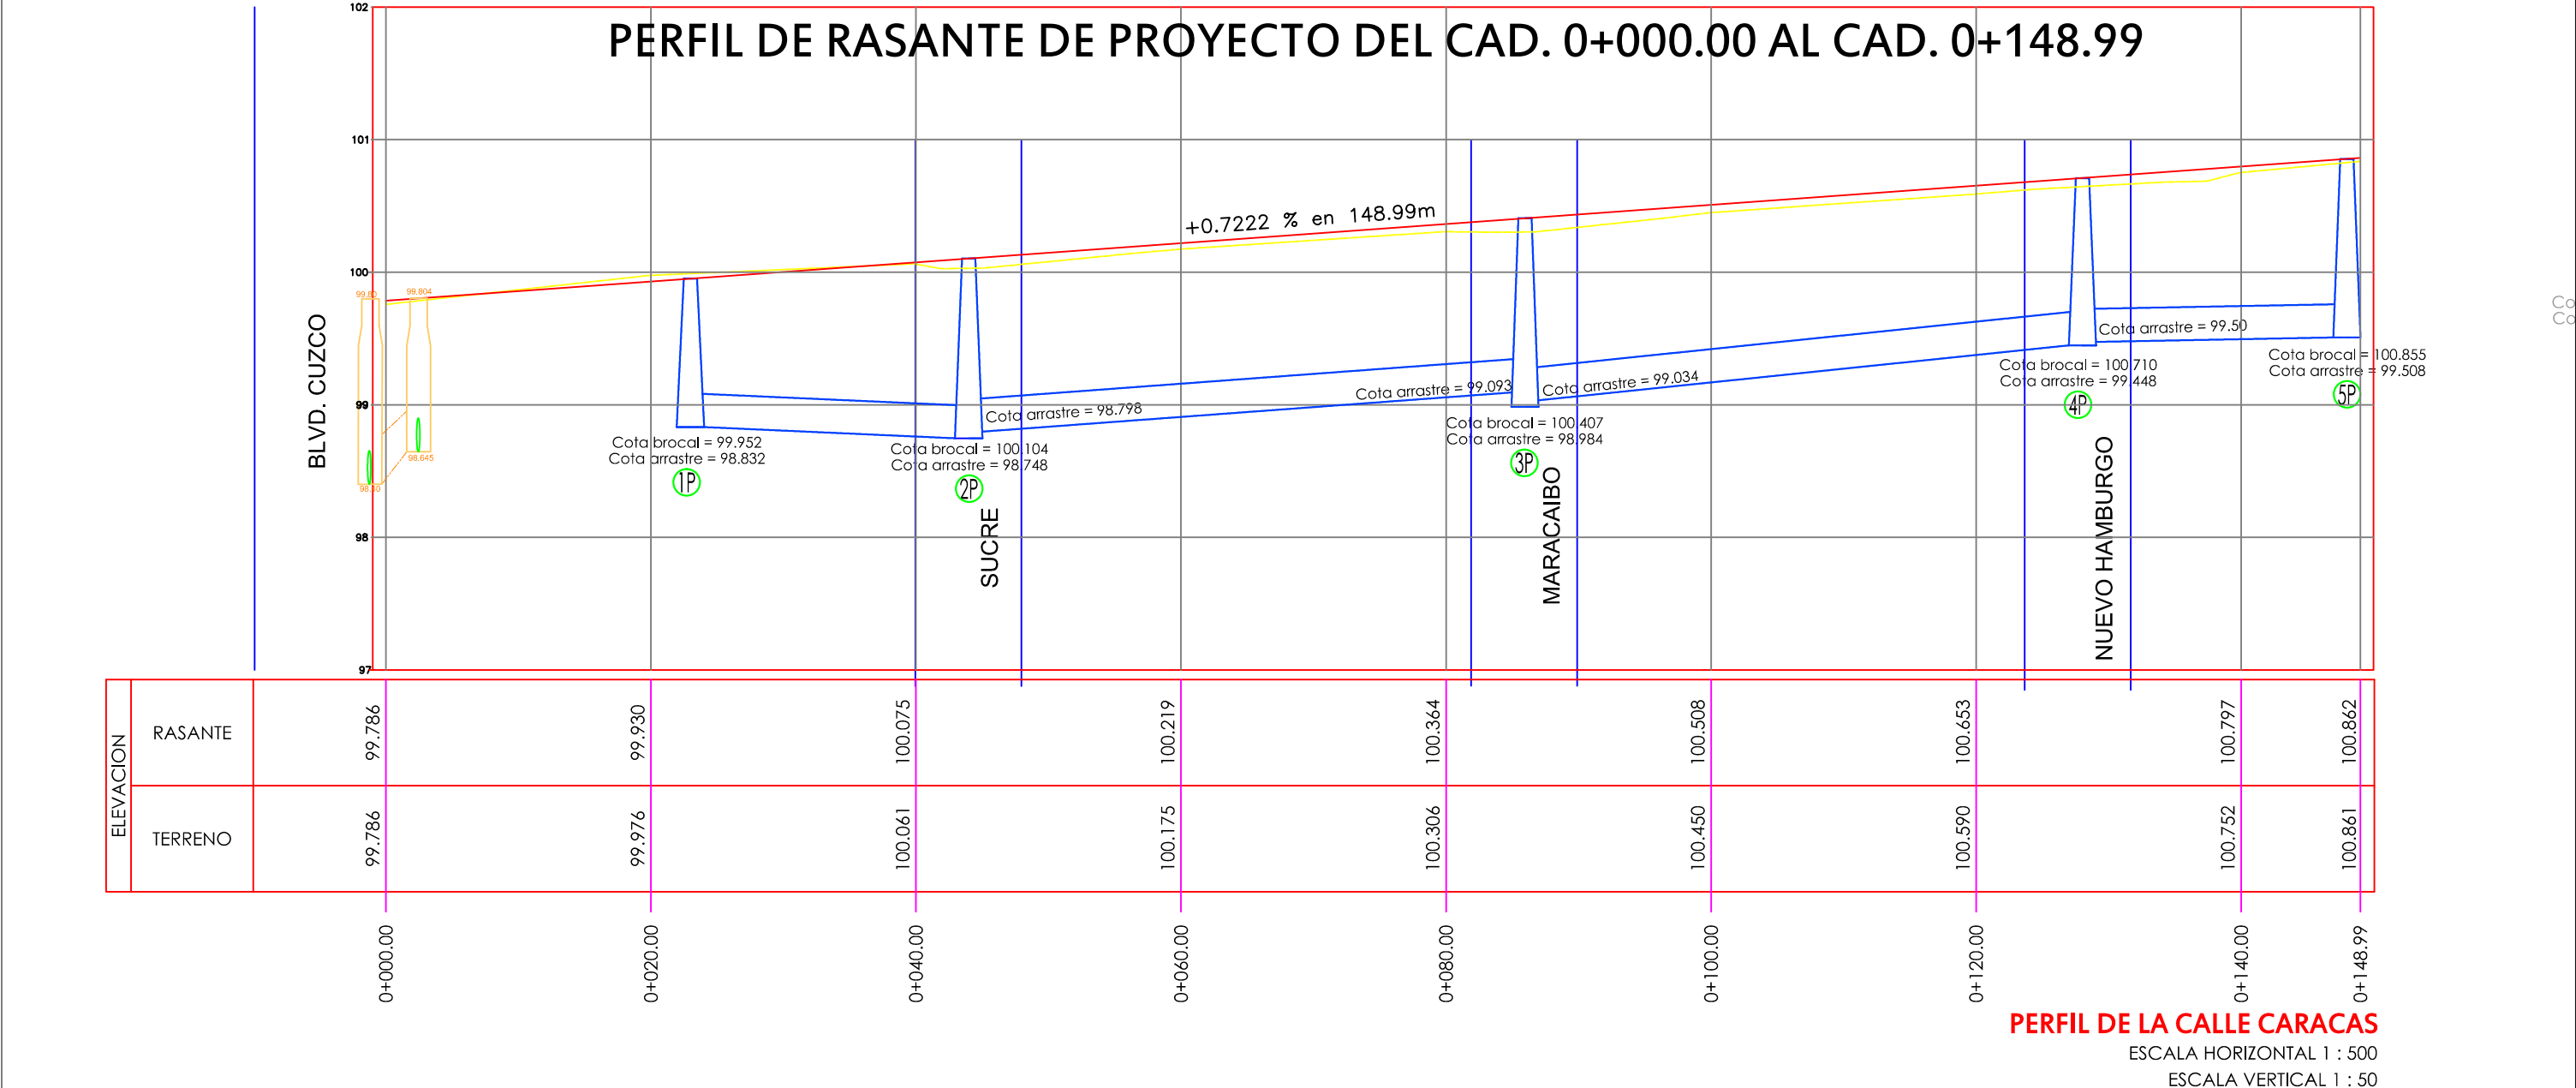 PERFIL DE RASANTE DE PROYECTO DEL CAD. 0+000.00 AL CAD. 0+148.99
102
101
100
99
98
97
+0.7222 % en 148.99m
BLVD. CUZCO
99.80
99.804
98.645
Cota brocal = 99.952
Cota arrastre = 98.832
1P
Cota arrastre = 98.798
Cota brocal = 100.104
Cota arrastre = 98.748
2P
SUCRE
Cota arrastre = 99.093
Cota arrastre = 99.034
Cota brocal = 100.407
Cota arrastre = 98.984
3P
MARACAIBO
Cota arrastre = 99.50
Cota brocal = 100.710
Cota arrastre = 99.448
4P
NUEVO HAMBURGO
Cota brocal = 100.855
Cota arrastre = 99.508
5P
Co
Co
ELEVACION
RASANTE
99.786
99.930
100.075
100.219
100.364
100.508
100.653
100.797
100.862
TERRENO
99.786
99.976
100.061
100.175
100.306
100.450
100.590
100.752
100.861
0+000.00
0+020.00
0+040.00
0+060.00
0+080.00
0+100.00
0+120.00
0+140.00
0+148.99
PERFIL DE LA CALLE CARACAS
ESCALA HORIZONTAL 1 : 500
ESCALA VERTICAL 1 : 50